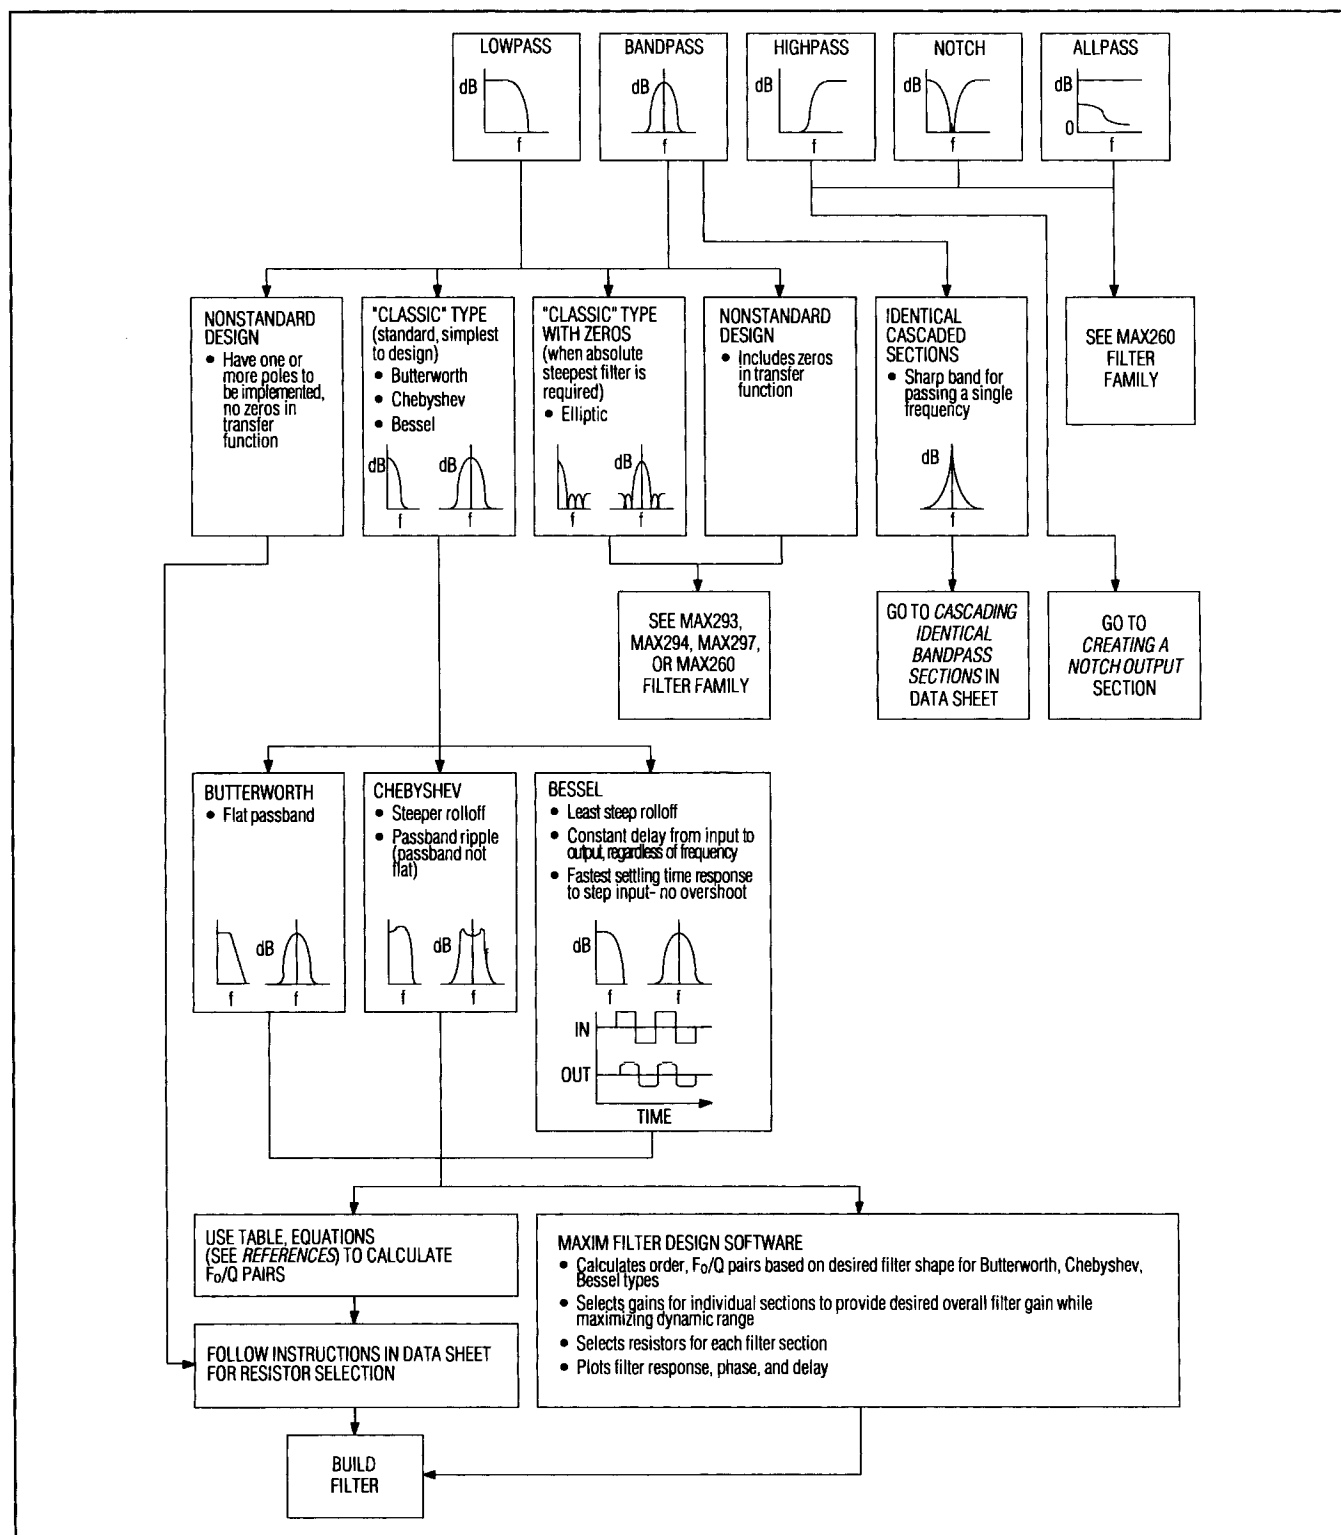 LOWPASS
dB
f
BANDPASS
dB
f
HIGHPASS
dB
f
NOTCH
dB
f
ALLPASS
dB
0
f
NONSTANDARD
DESIGN
• Have one or
more poles to
be implemented,
no zeros in
transfer
function
"CLASSIC" TYPE
(standard, simplest
to design)
• Butterworth
• Chebyshev
• Bessel
dB
f
dB
f
"CLASSIC" TYPE
WITH ZEROS
(when absolute
steepest filter is
required)
• Elliptic
f
dB
f
NONSTANDARD
DESIGN
• Includes zeros
in transfer
function
IDENTICAL
CASCADED
SECTIONS
• Sharp band for
passing a single
frequency
dB
f
SEE MAX260
FILTER
FAMILY
SEE MAX293,
MAX294, MAX297,
OR MAX260
FILTER FAMILY
GO TO CASCADING
IDENTICAL
BANDPASS
SECTIONS IN
DATA SHEET
GO TO
CREATING A
NOTCH OUTPUT
SECTION
BUTTERWORTH
• Flat passband
f
dB
f
CHEBYSHEV
• Steeper rolloff
• Passband ripple
(passband not
flat)
f
dB
f
BESSEL
• Least steep rolloff
• Constant delay from input to
output, regardless of frequency
• Fastest settling time response
to step input- no overshoot
dB
f
f
IN
OUT
TIME
USE TABLE, EQUATIONS
(SEE REFERENCES) TO CALCULATE
Fo/Q PAIRS
FOLLOW INSTRUCTIONS IN DATA SHEET
FOR RESISTOR SELECTION
MAXIM FILTER DESIGN SOFTWARE
• Calculates order, Fo/Q pairs based on desired filter shape for Butterworth, Chebyshev,
Bessel types
• Selects gains for individual sections to provide desired overall filter gain while
maximizing dynamic range
• Selects resistors for each filter section
• Plots filter response, phase, and delay
BUILD
FILTER